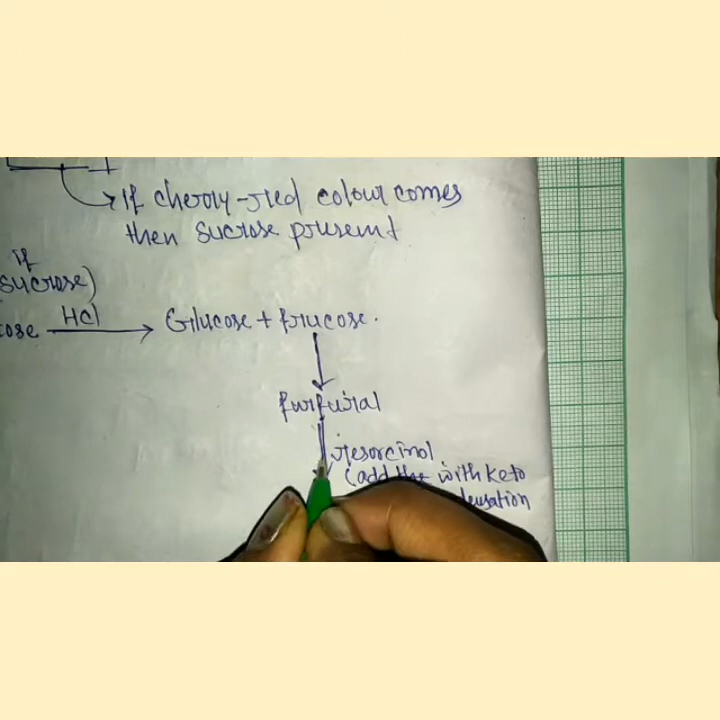 If cherry-red colour comes
then sucrose present
if
sucrose)
ose HCl Glucose + fructose.
furfural
resorcinol
(add the with keto